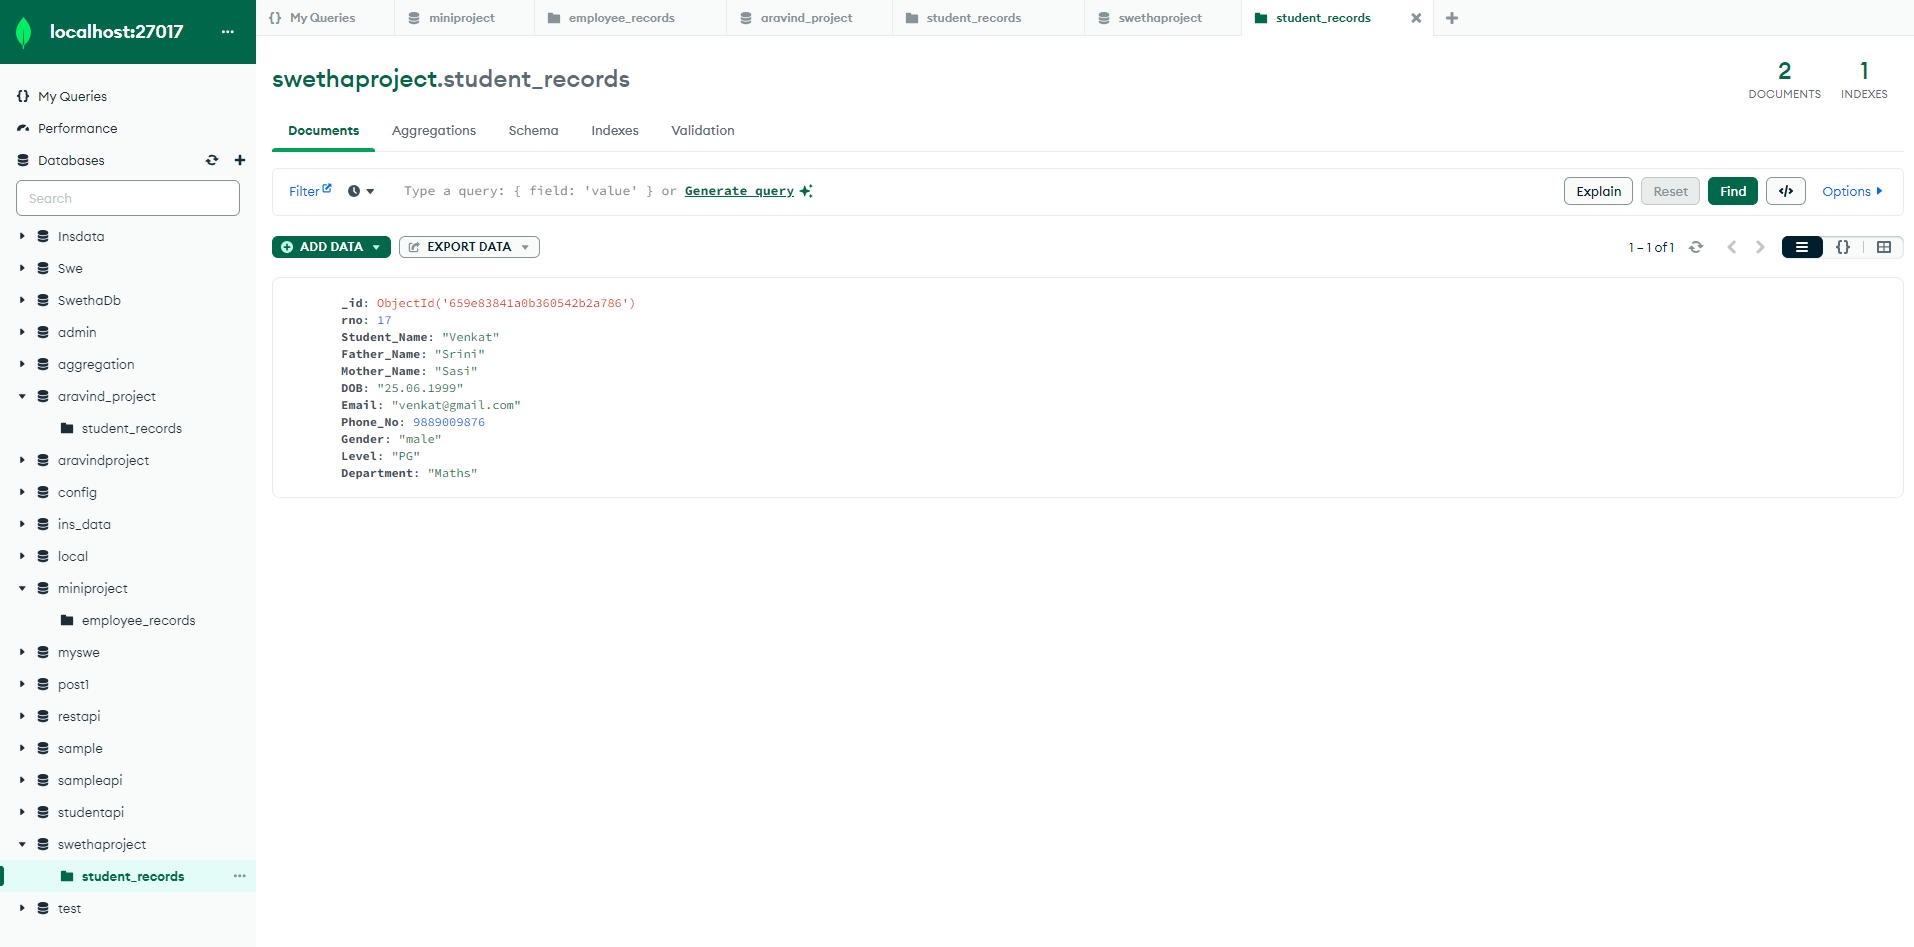 localhost:27017 ...
My Queries
Performance
Databases
Search
Insdata
Swe
SwethaDb
admin
aggregation
aravind_project
student_records
aravindproject
config
ins_data
local
miniproject
employee_records
myswe
post1
restapi
sample
sampleapi
studentapi
swethaproject
student_records ...
test
{} My Queries
miniproject
employee_records
aravind_project
student_records
swethaproject
student_records
swethaproject.student_records
2
DOCUMENTS
1
INDEXES
Documents Aggregations Schema Indexes Validation
Filter Type a query: { field: 'value' } or Generate query
Explain Reset Find </> Options
ADD DATA EXPORT DATA
1 – 1 of 1 {}
_id: ObjectId('659e83841a0b360542b2a786')
rno: 17
Student_Name: "Venkat"
Father_Name: "Srini"
Mother_Name: "Sasi"
DOB: "25.06.1999"
Email: "venkat@gmail.com"
Phone_No: 9889009876
Gender: "male"
Level: "PG"
Department: "Maths"